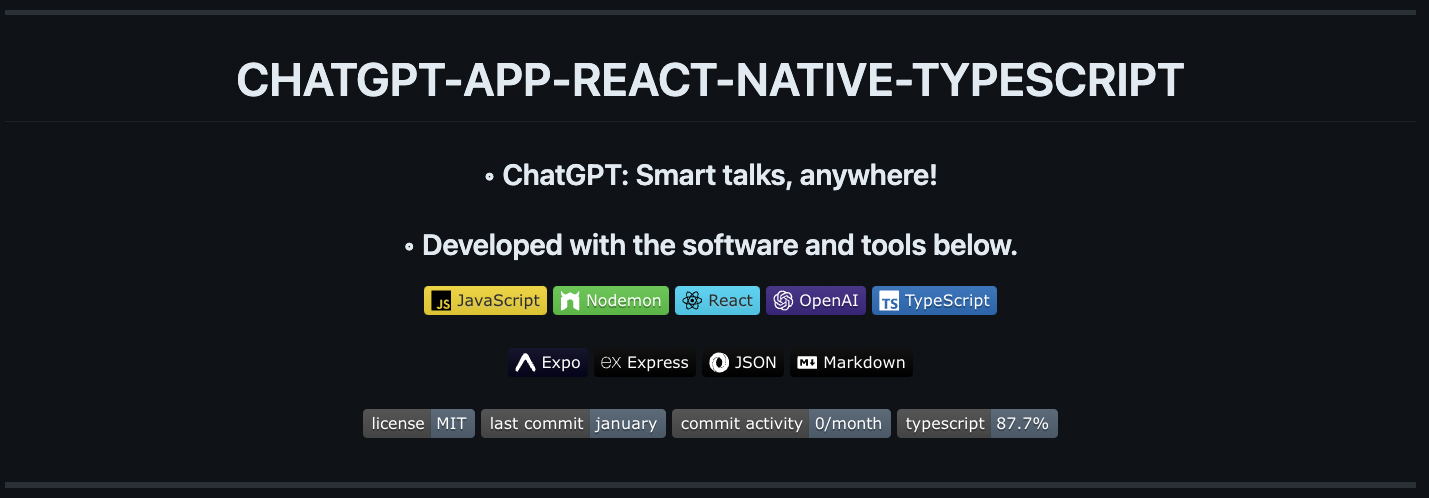 CHATGPT-APP-REACT-NATIVE-TYPESCRIPT
◦ ChatGPT: Smart talks, anywhere!
◦ Developed with the software and tools below.
JS JavaScript Nodemon React OpenAI TS TypeScript
Expo ex Express JSON M Markdown
license MIT last commit january commit activity 0/month typescript 87.7%